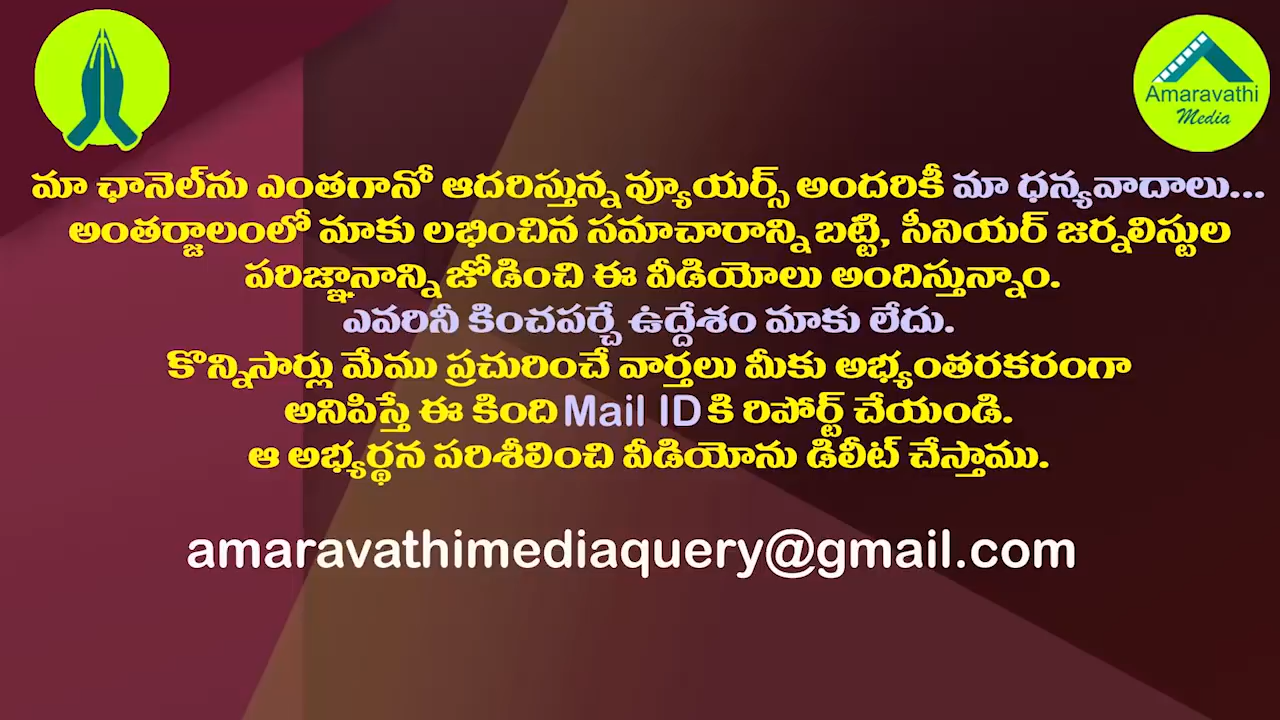 Amaravathi
Media
మా ఛానెల్‌ను ఎంతగానో ఆదరిస్తున్న వ్యూయర్స్ అందరికీ మా ధన్యవాదాలు...
అంతర్జాలంలో మాకు లభించిన సమాచారాన్ని బట్టి, సీనియర్ జర్నలిస్టుల
పరిజ్ఞానాన్ని జోడించి ఈ వీడియోలు అందిస్తున్నాం.
ఎవరినీ కించపర్చే ఉద్దేశం మాకు లేదు.
కొన్నిసార్లు మేము ప్రచురించే వార్తలు మీకు అభ్యంతరకరంగా
అనిపిస్తే ఈ కింది Mail ID కి రిపోర్ట్ చేయండి.
ఆ అభ్యర్థన పరిశీలించి వీడియోను డిలీట్ చేస్తాము.
amaravathimediaquery@gmail.com